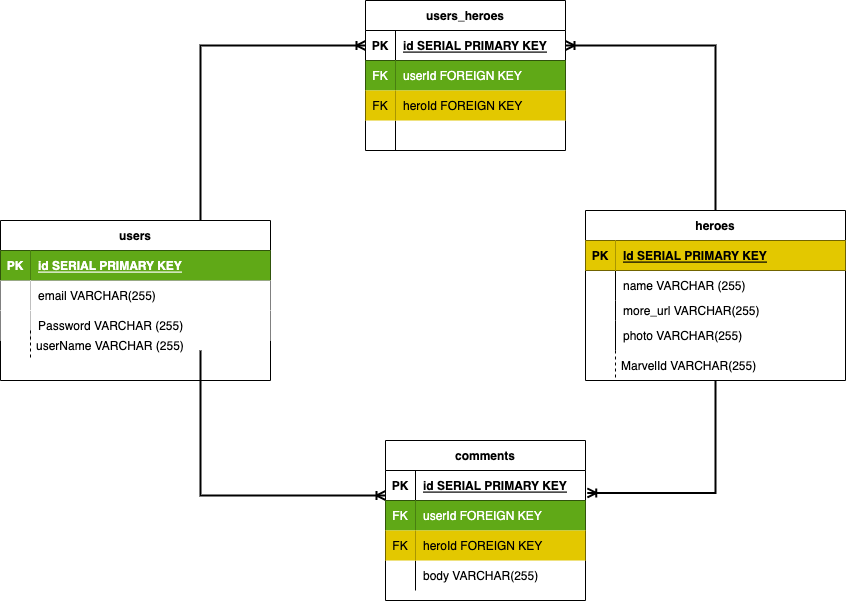 users_heroes
PK id SERIAL PRIMARY KEY
FK userId FOREIGN KEY
FK heroId FOREIGN KEY
users
PK id SERIAL PRIMARY KEY
email VARCHAR(255)
Password VARCHAR (255)
userName VARCHAR (255)
heroes
PK Id SERIAL PRIMARY KEY
name VARCHAR (255)
more_url VARCHAR(255)
photo VARCHAR(255)
MarvelId VARCHAR(255)
comments
PK id SERIAL PRIMARY KEY
FK userId FOREIGN KEY
FK heroId FOREIGN KEY
body VARCHAR(255)